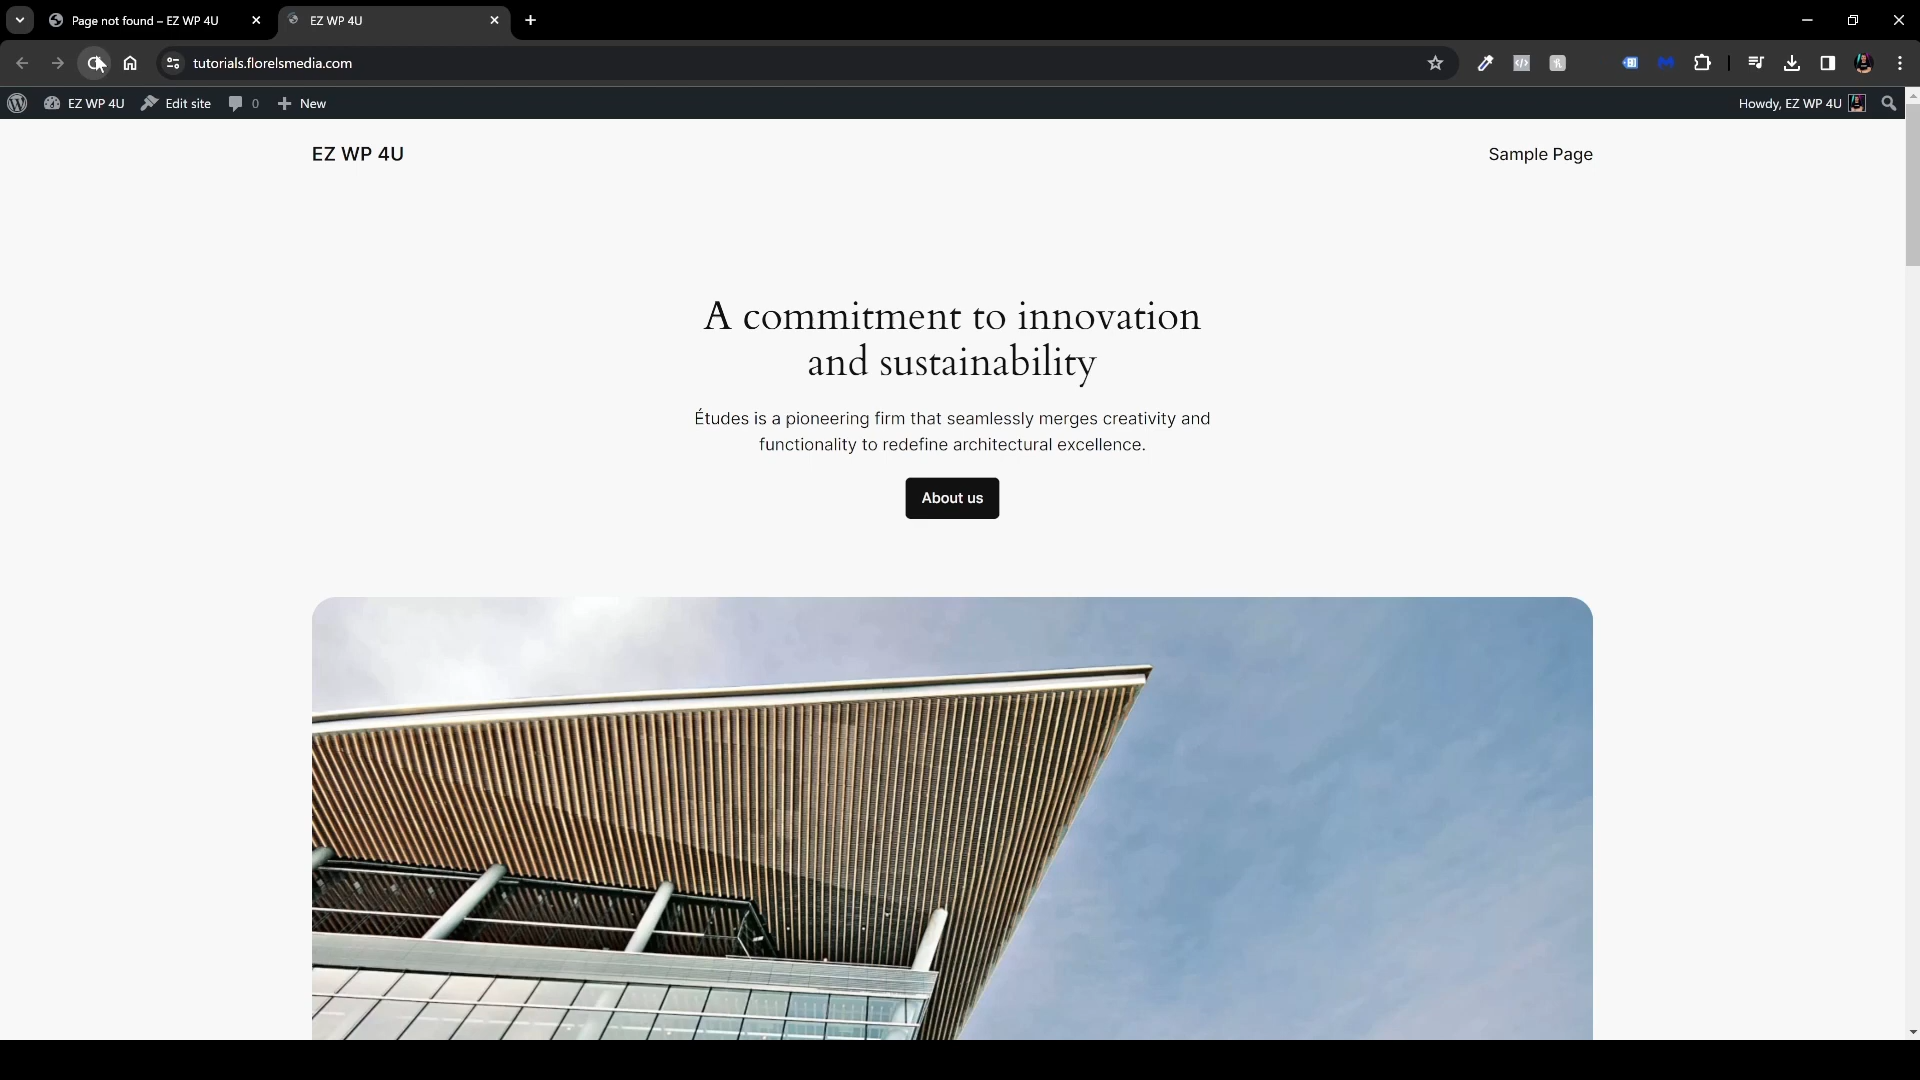 Page not found – EZ WP 4U
EZ WP 4U
tutorials.florelsmedia.com
EZ WP 4U
Edit site
0
New
Howdy, EZ WP 4U
EZ WP 4U
Sample Page
A commitment to innovation
and sustainability
Études is a pioneering firm that seamlessly merges creativity and
functionality to redefine architectural excellence.
About us